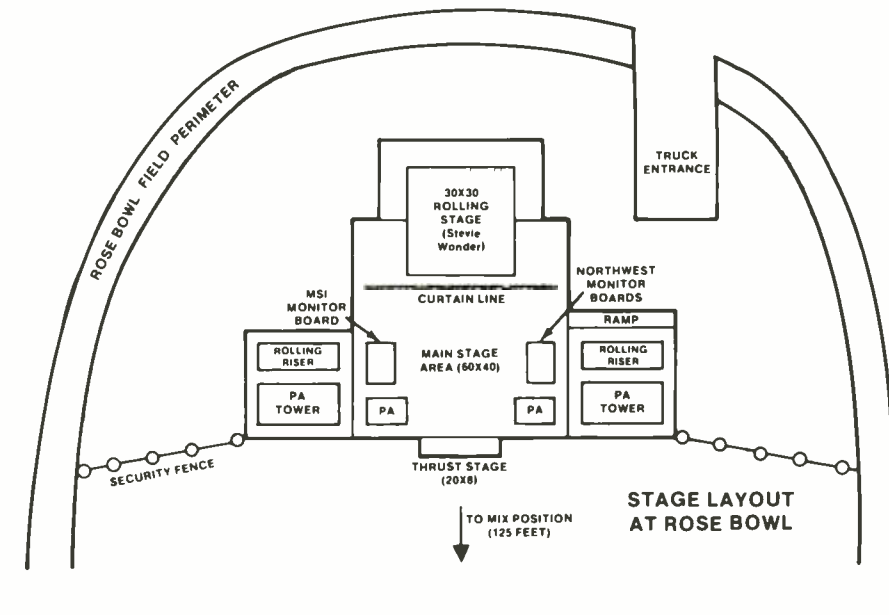 ROSE BOWL FIELD PERIMETER
TRUCK
ENTRANCE
30X30
ROLLING
STAGE
(Stevie
Wonder)
CURTAIN LINE
MSI
MONITOR
BOARD
NORTHWEST
MONITOR
BOARDS
RAMP
ROLLING
RISER
MAIN STAGE
AREA (60X40)
ROLLING
RISER
PA
TOWER
PA
PA
PA
TOWER
SECURITY FENCE
THRUST STAGE
(20X8)
TO MIX POSITION
(125 FEET)
STAGE LAYOUT
AT ROSE BOWL